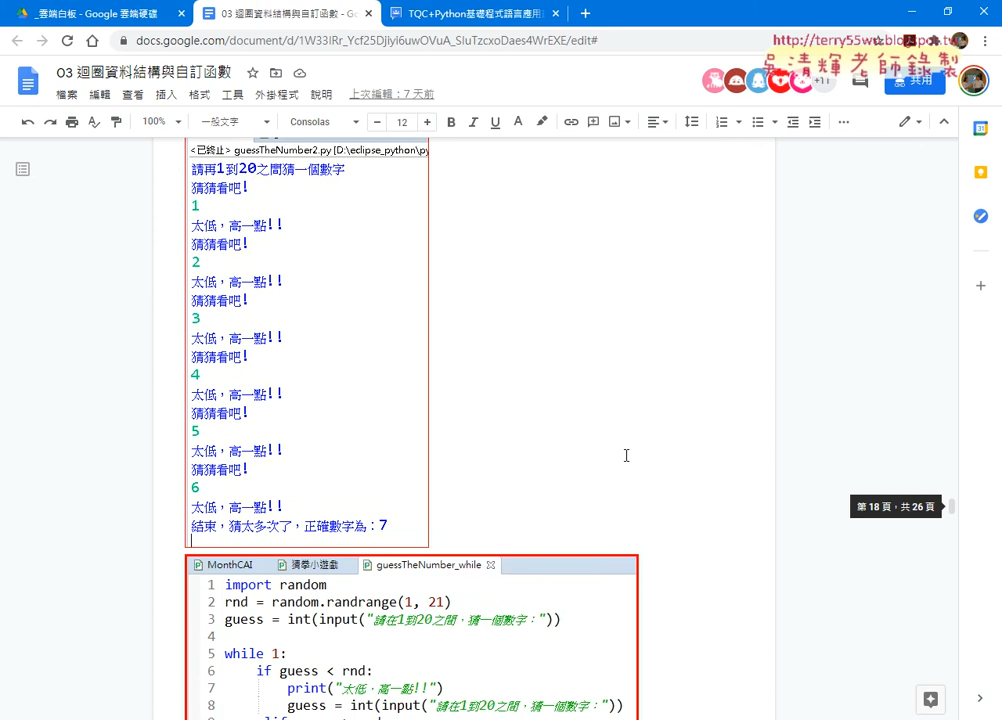 _雲端白板 - Google 雲端硬碟
03 迴圈資料結構與自訂函數 - Go
TQC+Python基礎程式語言應用
docs.google.com/document/d/1W33IRr_Ycf25Djiyi6uwOVuA_SIuTzcxoDaes4WrEXE/edit#
http://terry55wu.blogspot.tw
吳清輝老師錄製
03 迴圈資料結構與自訂函數
檔案 編輯 查看 插入 格式 工具 外掛程式 說明 上次編輯：7 天前
+11
共用
100% 一般文字 Consolas 12
<已終止> guessTheNumber2.py [D:\eclipse_python\py
請再1到20之間猜一個數字
猜猜看吧!
1
太低，高一點!!
猜猜看吧!
2
太低，高一點!!
猜猜看吧!
3
太低，高一點!!
猜猜看吧!
4
太低，高一點!!
猜猜看吧!
5
太低，高一點!!
猜猜看吧!
6
太低，高一點!!
結束，猜太多次了，正確數字為：7
第 18 頁，共 26 頁
MonthCAI 猜拳小遊戲 guessTheNumber_while
1 import random
2 rnd = random.randrange(1, 21)
3 guess = int(input("請在1到20之間，猜一個數字："))
4
5 while 1:
6 if guess < rnd:
7 print("太低，高一點!!")
8 guess = int(input("請在1到20之間，猜一個數字："))